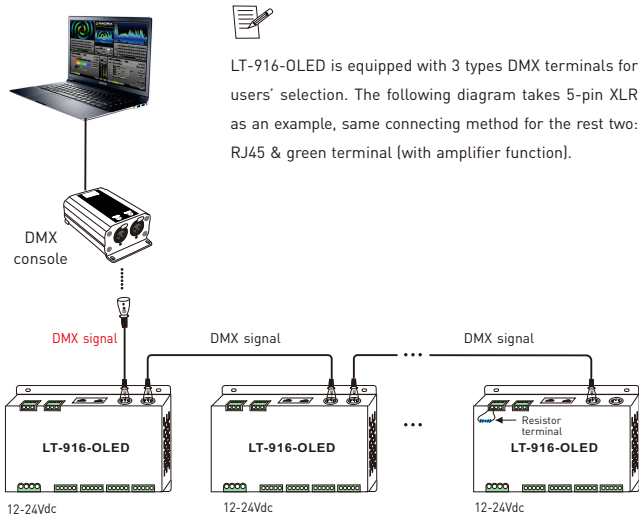 LT-916-OLED is equipped with 3 types DMX terminals for
users' selection. The following diagram takes 5-pin XLR
as an example, same connecting method for the rest two:
RJ45 & green terminal (with amplifier function).
DMX
console
DMX signal
DMX signal
DMX signal
Resistor
terminal
LT-916-OLED
LT-916-OLED
LT-916-OLED
12-24Vdc
12-24Vdc
12-24Vdc